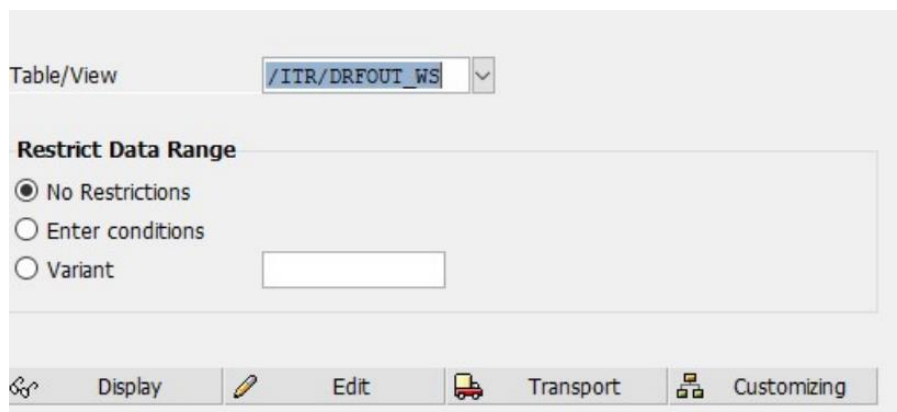 Table/View /ITR/DRFOUT_WS
Restrict Data Range
No Restrictions
Enter conditions
Variant
Display Edit Transport Customizing